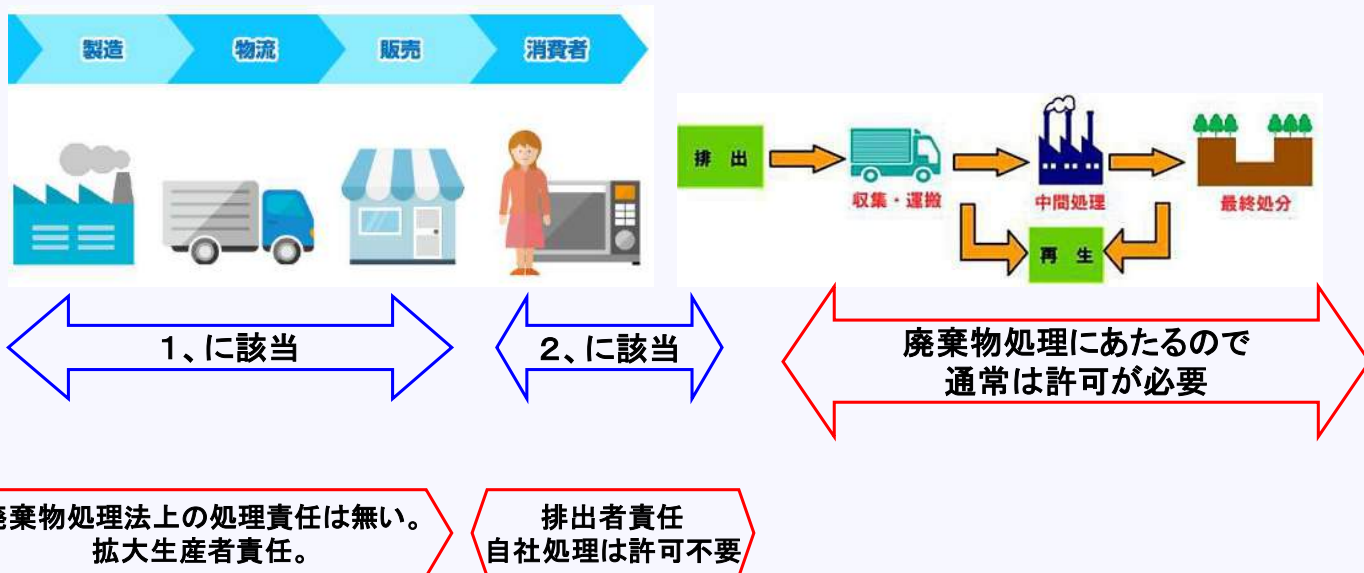 製造
物流
販売
消費者
排出
収集・運搬
中間処理
最終処分
再生
1、に該当
2、に該当
廃棄物処理にあたるので
通常は許可が必要
棄物処理法上の処理責任は無い。
拡大生産者責任。
排出者責任
自社処理は許可不要